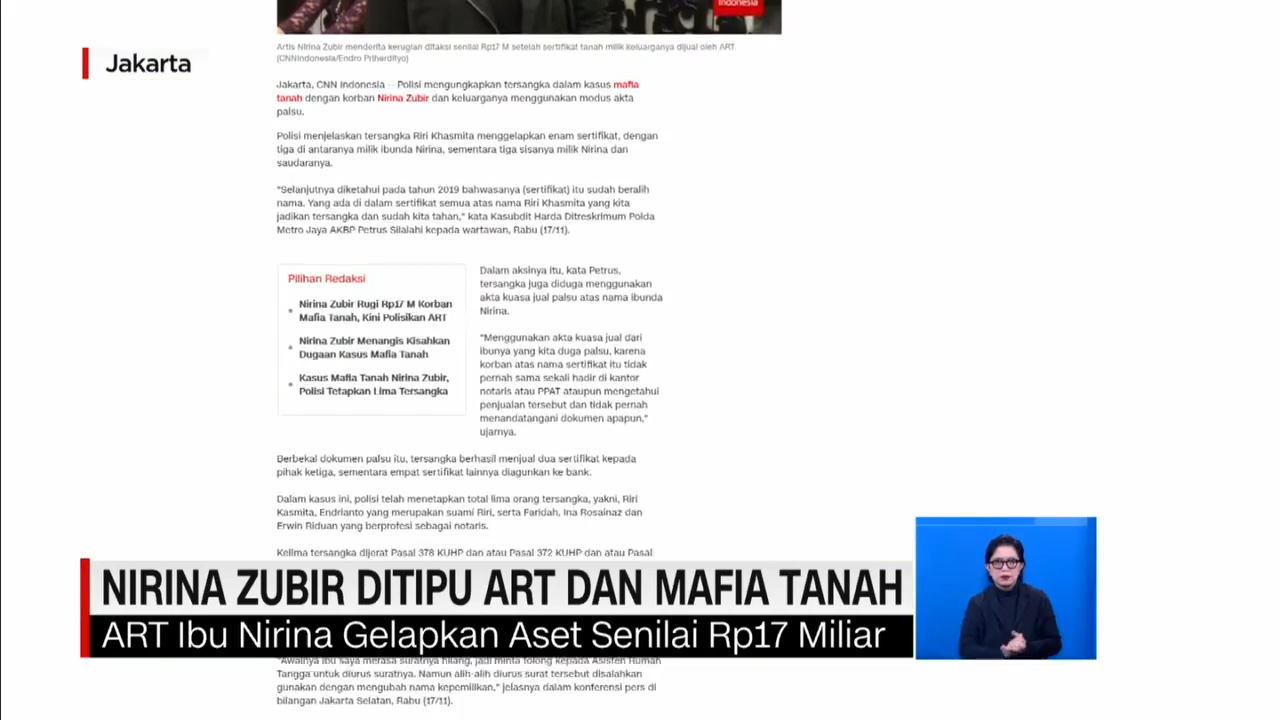 Indonesia
Jakarta
Artis Nirina Zubir menderita kerugian ditaksi senilai Rp17 M setelah sertifikat tanah milik keluarganya dijual oleh ART.
(CNNIndonesia/Endro Priherdityo)
Jakarta, CNN Indonesia -- Polisi mengungkapkan tersangka dalam kasus mafia
tanah dengan korban Nirina Zubir dan keluarganya menggunakan modus akta
palsu.
Polisi menjelaskan tersangka Riri Khasmita menggelapkan enam sertifikat, dengan
tiga di antaranya milik ibunda Nirina, sementara tiga sisanya milik Nirina dan
saudaranya.
"Selanjutnya diketahui pada tahun 2019 bahwasanya (sertifikat) itu sudah beralih
nama. Yang ada di dalam sertifikat semua atas nama Riri Khasmita yang kita
jadikan tersangka dan sudah kita tahan," kata Kasubdit Harda Ditreskrimum Polda
Metro Jaya AKBP Petrus Silalahi kepada wartawan, Rabu (17/11).
Pilihan Redaksi
Nirina Zubir Rugi Rp17 M Korban
Mafia Tanah, Kini Polisikan ART
Nirina Zubir Menangis Kisahkan
Dugaan Kasus Mafia Tanah
Kasus Mafia Tanah Nirina Zubir,
Polisi Tetapkan Lima Tersangka
Dalam aksinya itu, kata Petrus,
tersangka juga diduga menggunakan
akta kuasa jual palsu atas nama ibunda
Nirina.
"Menggunakan akta kuasa jual dari
ibunya yang kita duga palsu, karena
korban atas nama sertifikat itu tidak
pernah sama sekali hadir di kantor
notaris atau PPAT ataupun mengetahui
penjualan tersebut dan tidak pernah
menandatangani dokumen apapun,"
ujarnya.
Berbekal dokumen palsu itu, tersangka berhasil menjual dua sertifikat kepada
pihak ketiga, sementara empat sertifikat lainnya diagunkan ke bank.
Dalam kasus ini, polisi telah menetapkan total lima orang tersangka, yakni, Riri
Kasmita, Endrianto yang merupakan suami Riri, serta Faridah, Ina Rosainaz dan
Erwin Riduan yang berprofesi sebagai notaris.
Kelima tersangka dijerat Pasal 378 KUHP dan atau Pasal 372 KUHP dan atau Pasal
NIRINA ZUBIR DITIPU ART DAN MAFIA TANAH
ART Ibu Nirina Gelapkan Aset Senilai Rp17 Miliar
"Awalnya ibu saya merasa suratnya hilang, jadi minta tolong kepada Asisten Rumah
Tangga untuk diurus suratnya. Namun alih-alih diurus surat tersebut disalahkan
gunakan dengan mengubah nama kepemilikan," jelasnya dalam konferensi pers di
bilangan Jakarta Selatan, Rabu (17/11).